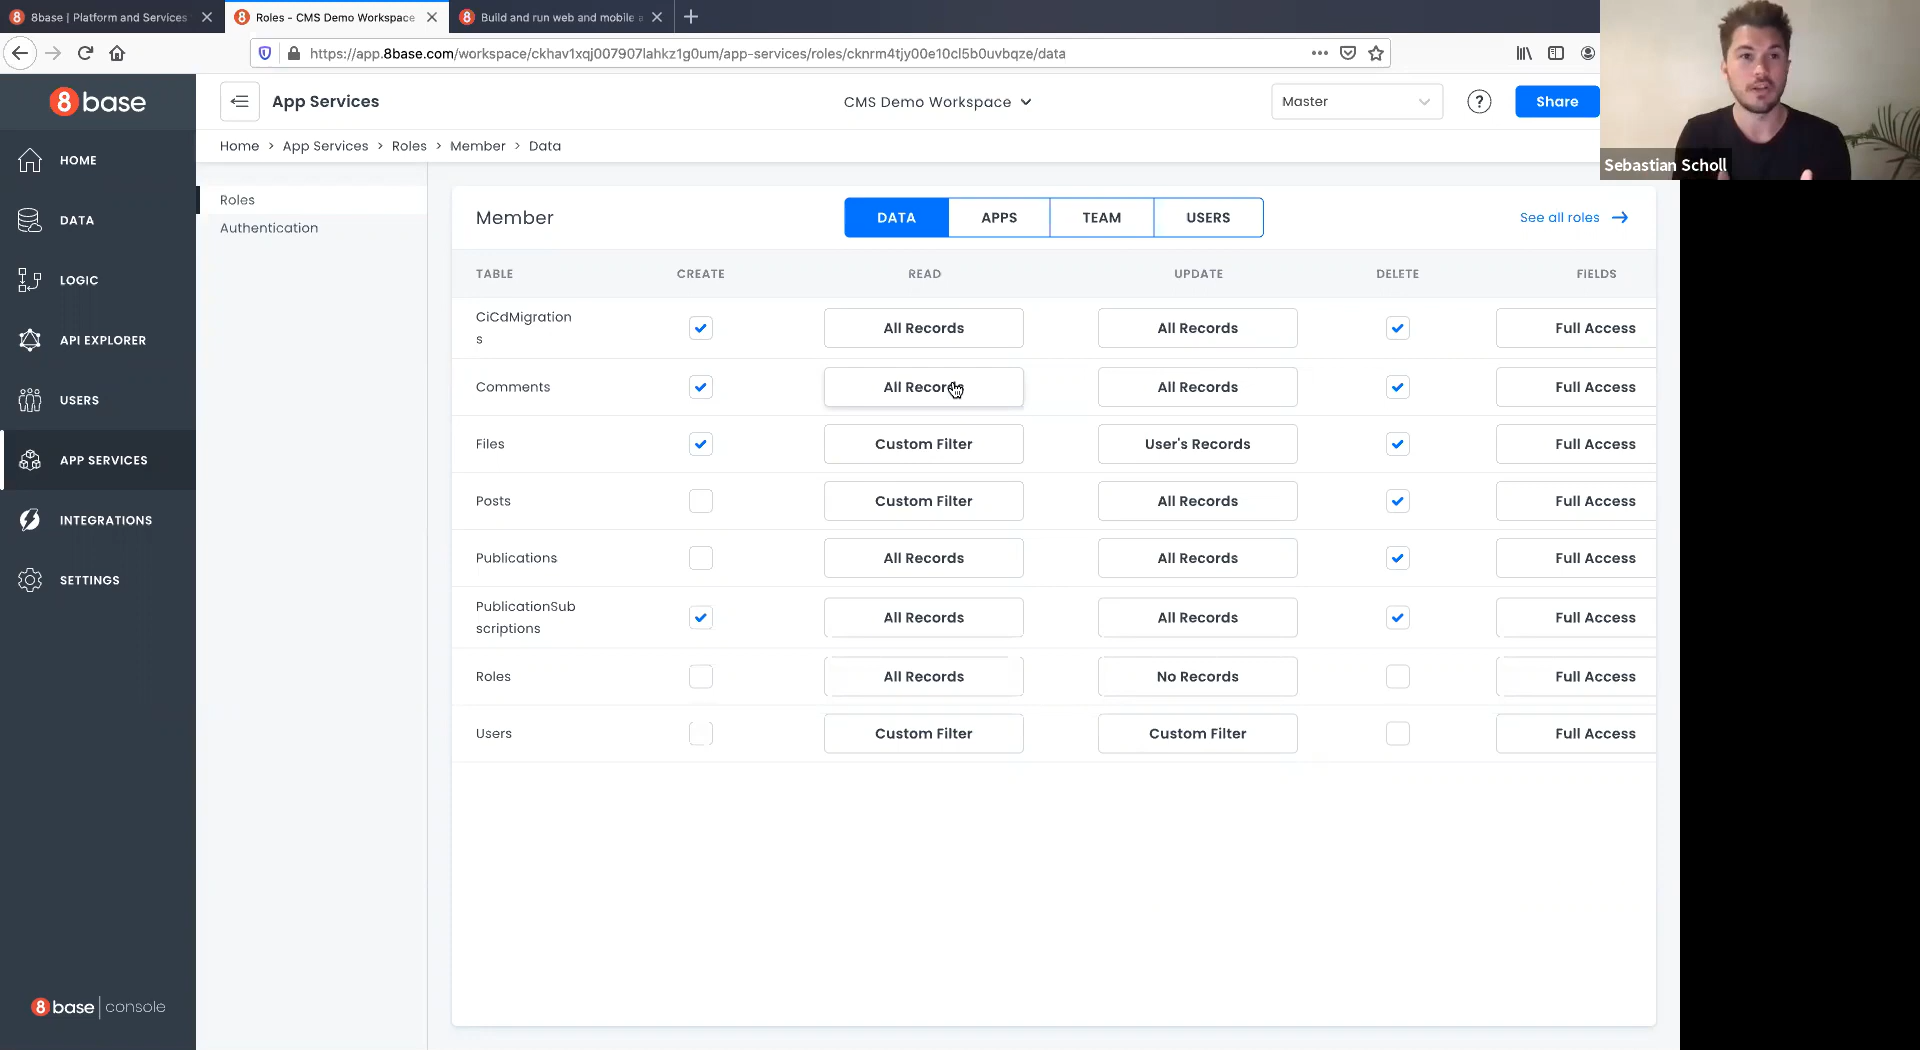 8base | Platform and Services
Roles - CMS Demo Workspace
Build and run web and mobile
https://app.8base.com/workspace/ckhav1xqj007907lahkz1g0um/app-services/roles/cknrm4tjy00e10cl5b0uvbqze/data
8base
App Services
CMS Demo Workspace
Master
?
Share
Sebastian Scholl
Home > App Services > Roles > Member > Data
HOME
DATA
LOGIC
API EXPLORER
USERS
APP SERVICES
INTEGRATIONS
SETTINGS
8base | console
Roles
Authentication
Member
DATA APPS TEAM USERS
See all roles
TABLE CREATE READ UPDATE DELETE FIELDS
CiCdMigration
s
All Records All Records Full Access
Comments All Records All Records Full Access
Files Custom Filter User's Records Full Access
Posts Custom Filter All Records Full Access
Publications All Records All Records Full Access
PublicationSub
scriptions
All Records All Records Full Access
Roles All Records No Records Full Access
Users Custom Filter Custom Filter Full Access